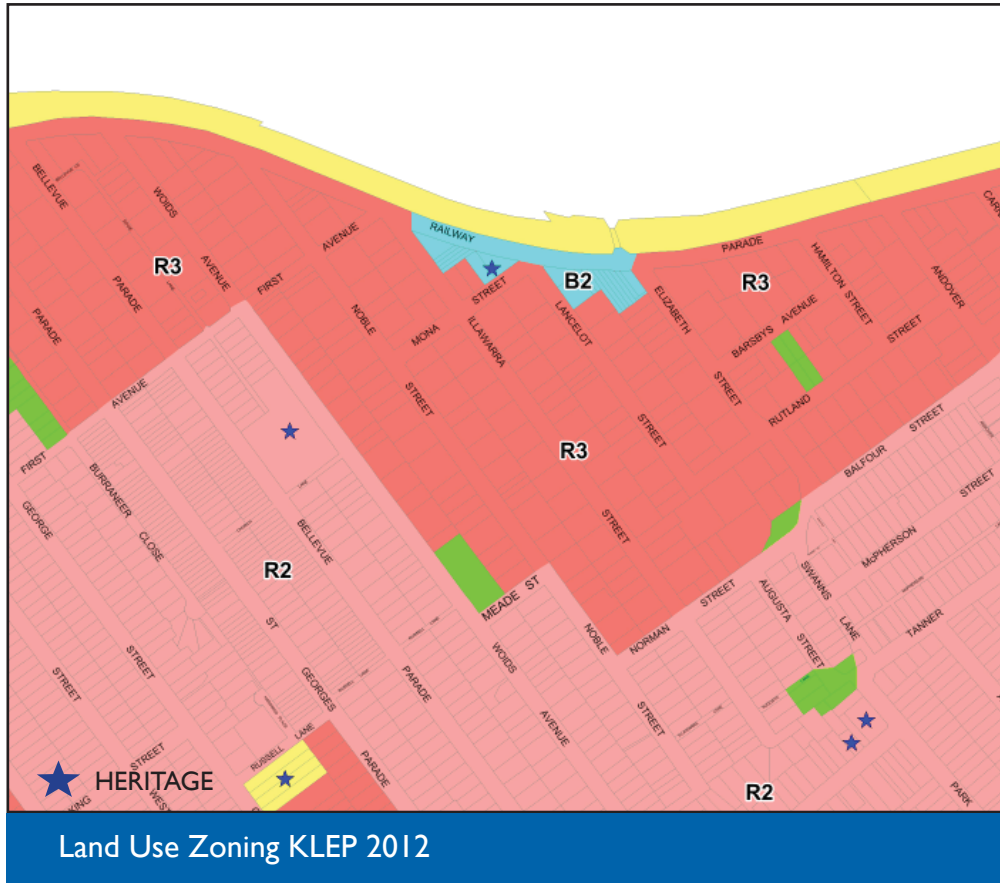 BELLEVUE
WOIDS
AVENUE
RAILWAY
PARADE
HAMILTON
CARR
R3
PARADE
AVENUE
FIRST
STREET
B2
ELIZABETH
R3
STREET
ANDOVER
PARADE
NOBLE
MONA
ILLAWARRA
LANCELOT
BARSBYS
AVENUE
STREET
AVENUE
STREET
STREET
STREET
RUTLAND
R3
STREET
FIRST
BURRANEER
BALFOUR
STREET
GEORGE
CLOSE
LANE
BELLEVUE
STREET
McPHERSON
R2
MEADE ST
STREET
AUGUSTA
SWANNS
LANE
TANNER
ST
NOBLE
NORMAN
STREET
STREET
STREET
GEORGES
PARADE
WOIDS
AVENUE
STREET
RUSSELL
LANE
PARADE
STREET
WEST
KING
HERITAGE
R2
PARK
Land Use Zoning KLEP 2012